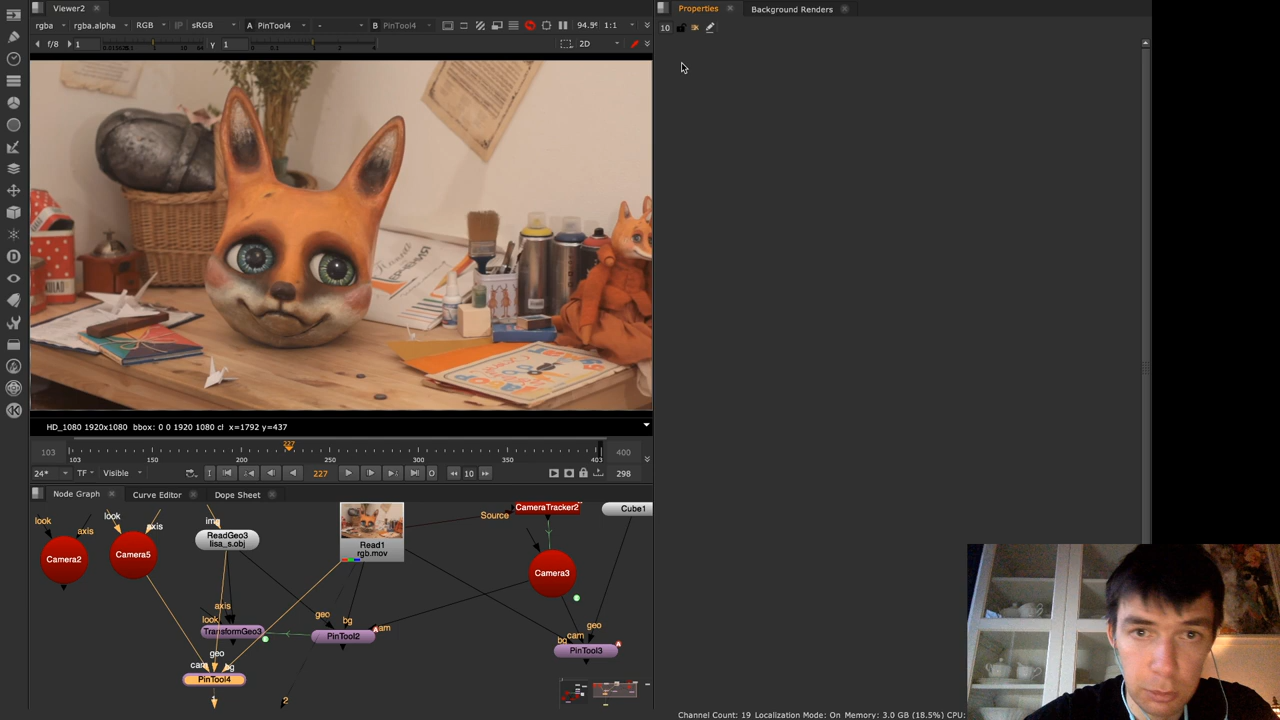 Viewer2
Properties
Background Renders
rgba
rgba.alpha
RGB
sRGB
A PinTool4
-
B PinTool4
94.5%
1:1
10
f/8
1
Y 1
2D
HD_1080 1920x1080 bbox: 0 0 1920 1080 cl x=1792 y=437
103
103
150
200
227
250
300
350
403
400
24*
TF
Visible
227
10
298
Node Graph
Curve Editor
Dope Sheet
look
axis
Camera2
look
axis
Camera5
img
ReadGeo3
lisa_s.obj
Read1
rgb.mov
Source
CameraTracker2
Cube1
Camera3
axis
look
TransformGeo3
geo
bg
cam
PinTool2
geo
cam
bg
PinTool3
geo
cam
bg
PinTool4
2
Channel Count: 19 Localization Mode: On Memory: 3.0 GB (18.5%) CPU: